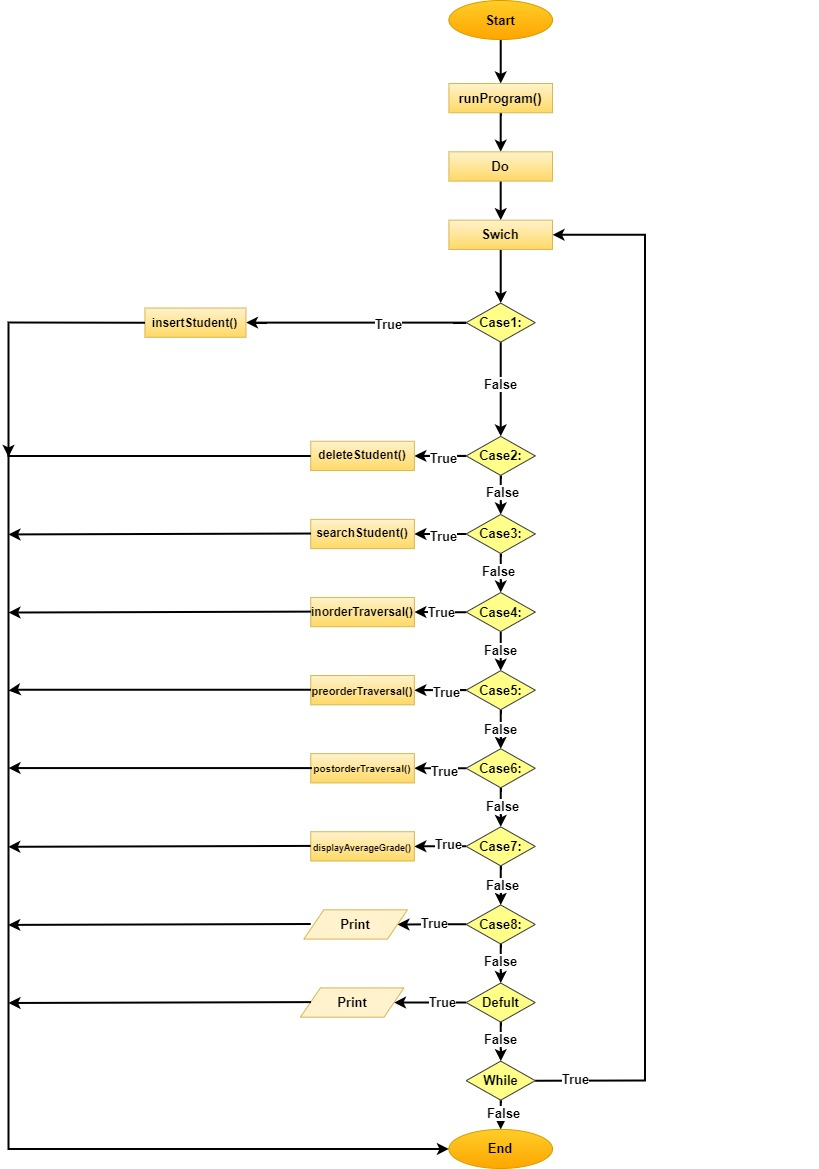 Start
runProgram()
Do
Swich
insertStudent()
True
Case1:
False
deleteStudent()
True
Case2:
False
searchStudent()
True
Case3:
False
inorderTraversal()
True
Case4:
False
preorderTraversal()
True
Case5:
False
postorderTraversal()
True
Case6:
False
displayAverageGrade()
True
Case7:
False
Print
True
Case8:
False
Print
True
Defult
False
While
True
False
End